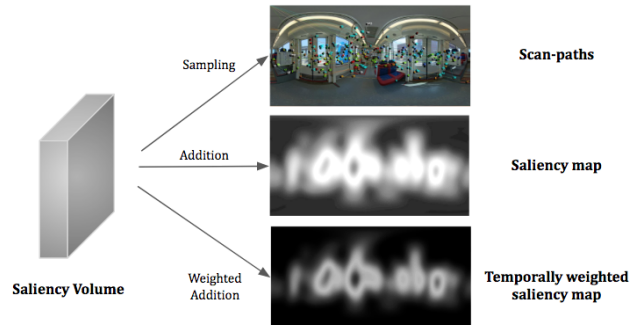 Sampling
Scan-paths
Addition
Saliency map
Saliency Volume
Weighted
Addition
Temporally weighted
saliency map